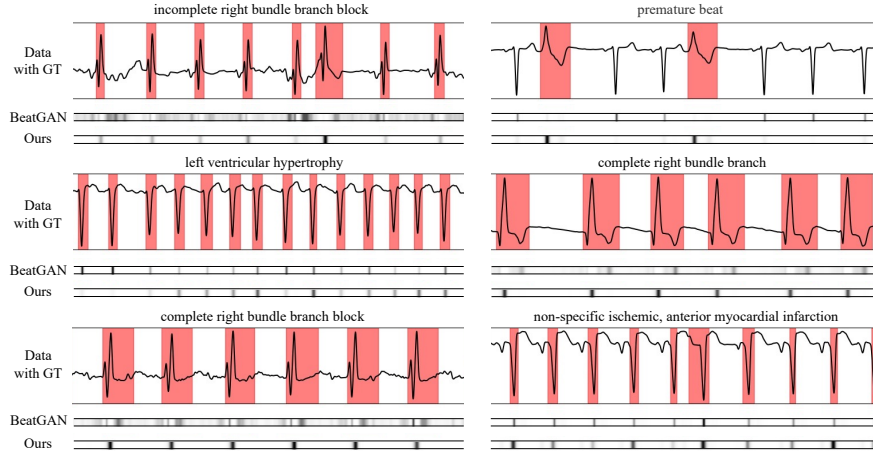 incomplete right bundle branch block
premature beat
Data
with GT
BeatGAN
Ours
left ventricular hypertrophy
complete right bundle branch
Data
with GT
BeatGAN
Ours
complete right bundle branch block
non-specific ischemic, anterior myocardial infarction
Data
with GT
BeatGAN
Ours